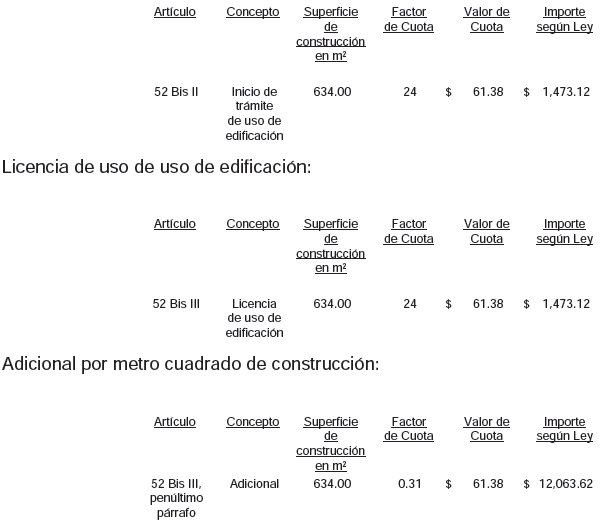 Artículo Concepto Superficie Factor Valor de Importe
de de Cuota Cuota según Ley
construcción
en m²
52 Bis II Inicio de 634.00 24 $ 61.38 $ 1,473.12
trámite
de uso de
edificación
Licencia de uso de uso de edificación:
Artículo Concepto Superficie Factor Valor de Importe
de de Cuota Cuota según Ley
construcción
en m²
52 Bis III Licencia 634.00 24 $ 61.38 $ 1,473.12
de uso de
edificación
Adicional por metro cuadrado de construcción:
Artículo Concepto Superficie Factor Valor de Importe
de de Cuota Cuota según Ley
construcción
en m²
52 Bis III, Adicional 634.00 0.31 $ 61.38 $ 12,063.62
penúltimo
párrafo